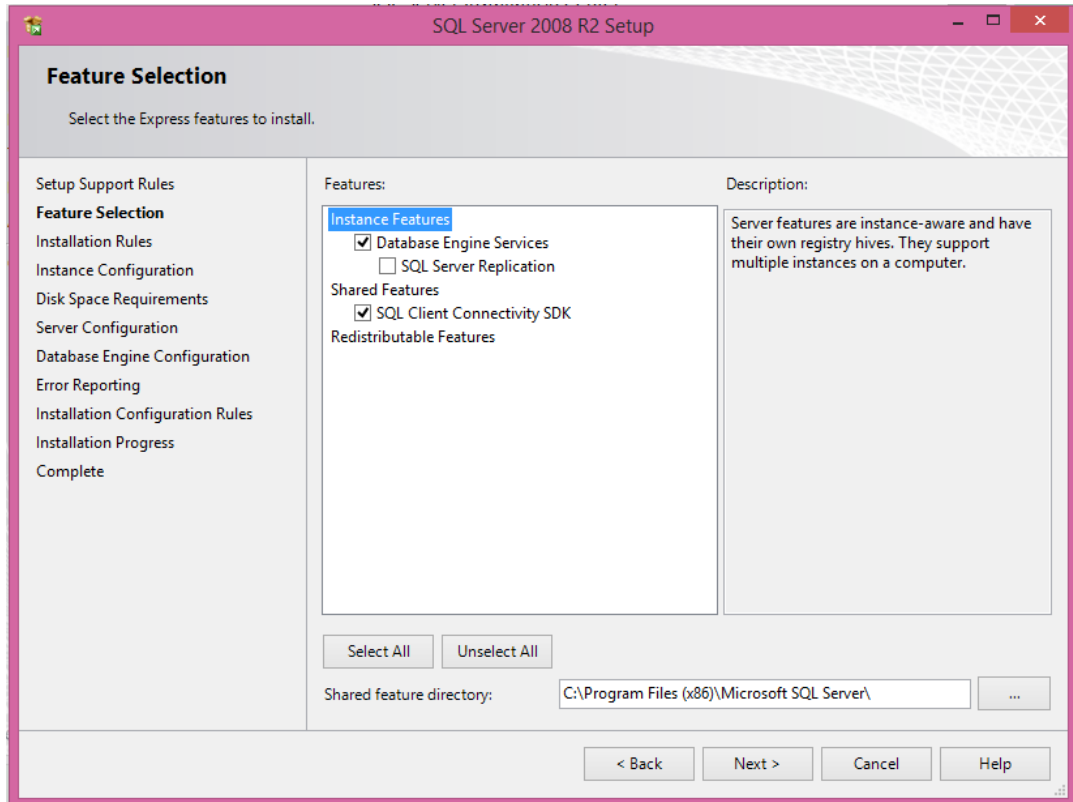 SQL Server 2008 R2 Setup
Feature Selection
Select the Express features to install.
Setup Support Rules
Feature Selection
Installation Rules
Instance Configuration
Disk Space Requirements
Server Configuration
Database Engine Configuration
Error Reporting
Installation Configuration Rules
Installation Progress
Complete
Features:
Instance Features
Database Engine Services
SQL Server Replication
Shared Features
SQL Client Connectivity SDK
Redistributable Features
Description:
Server features are instance-aware and have
their own registry hives. They support
multiple instances on a computer.
Select All
Unselect All
Shared feature directory:
C:\Program Files (x86)\Microsoft SQL Server\
...
< Back
Next >
Cancel
Help